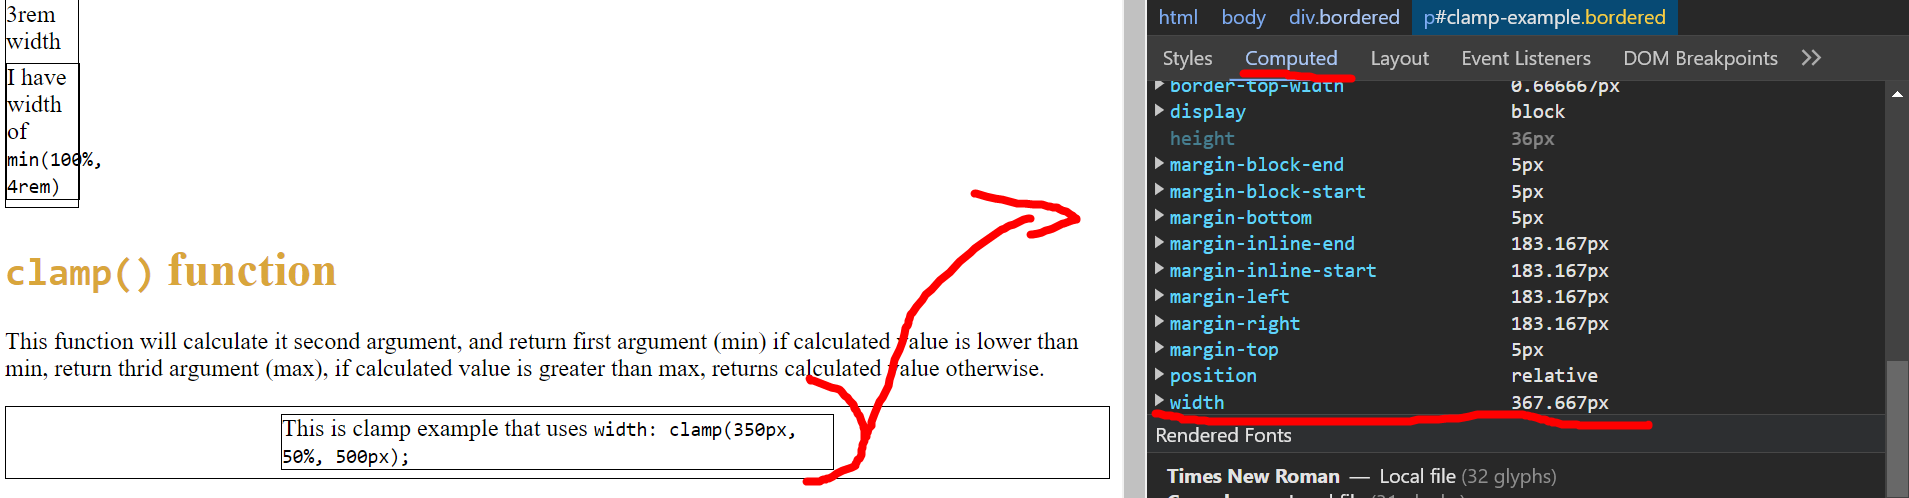 3rem
width
I have
width
of
min(100%,
4rem)
clamp() function
This function will calculate it second argument, and return first argument (min) if calculated value is lower than
min, return thrid argument (max), if calculated value is greater than max, returns calculated value otherwise.
This is clamp example that uses width: clamp(350px,
50%, 500px);
html body div.bordered p#clamp-example.bordered
Styles Computed Layout Event Listeners DOM Breakpoints
border-top-width 0.666667px
display block
height 36px
margin-block-end 5px
margin-block-start 5px
margin-bottom 5px
margin-inline-end 183.167px
margin-inline-start 183.167px
margin-left 183.167px
margin-right 183.167px
margin-top 5px
position relative
width 367.667px
Rendered Fonts
Times New Roman — Local file (32 glyphs)